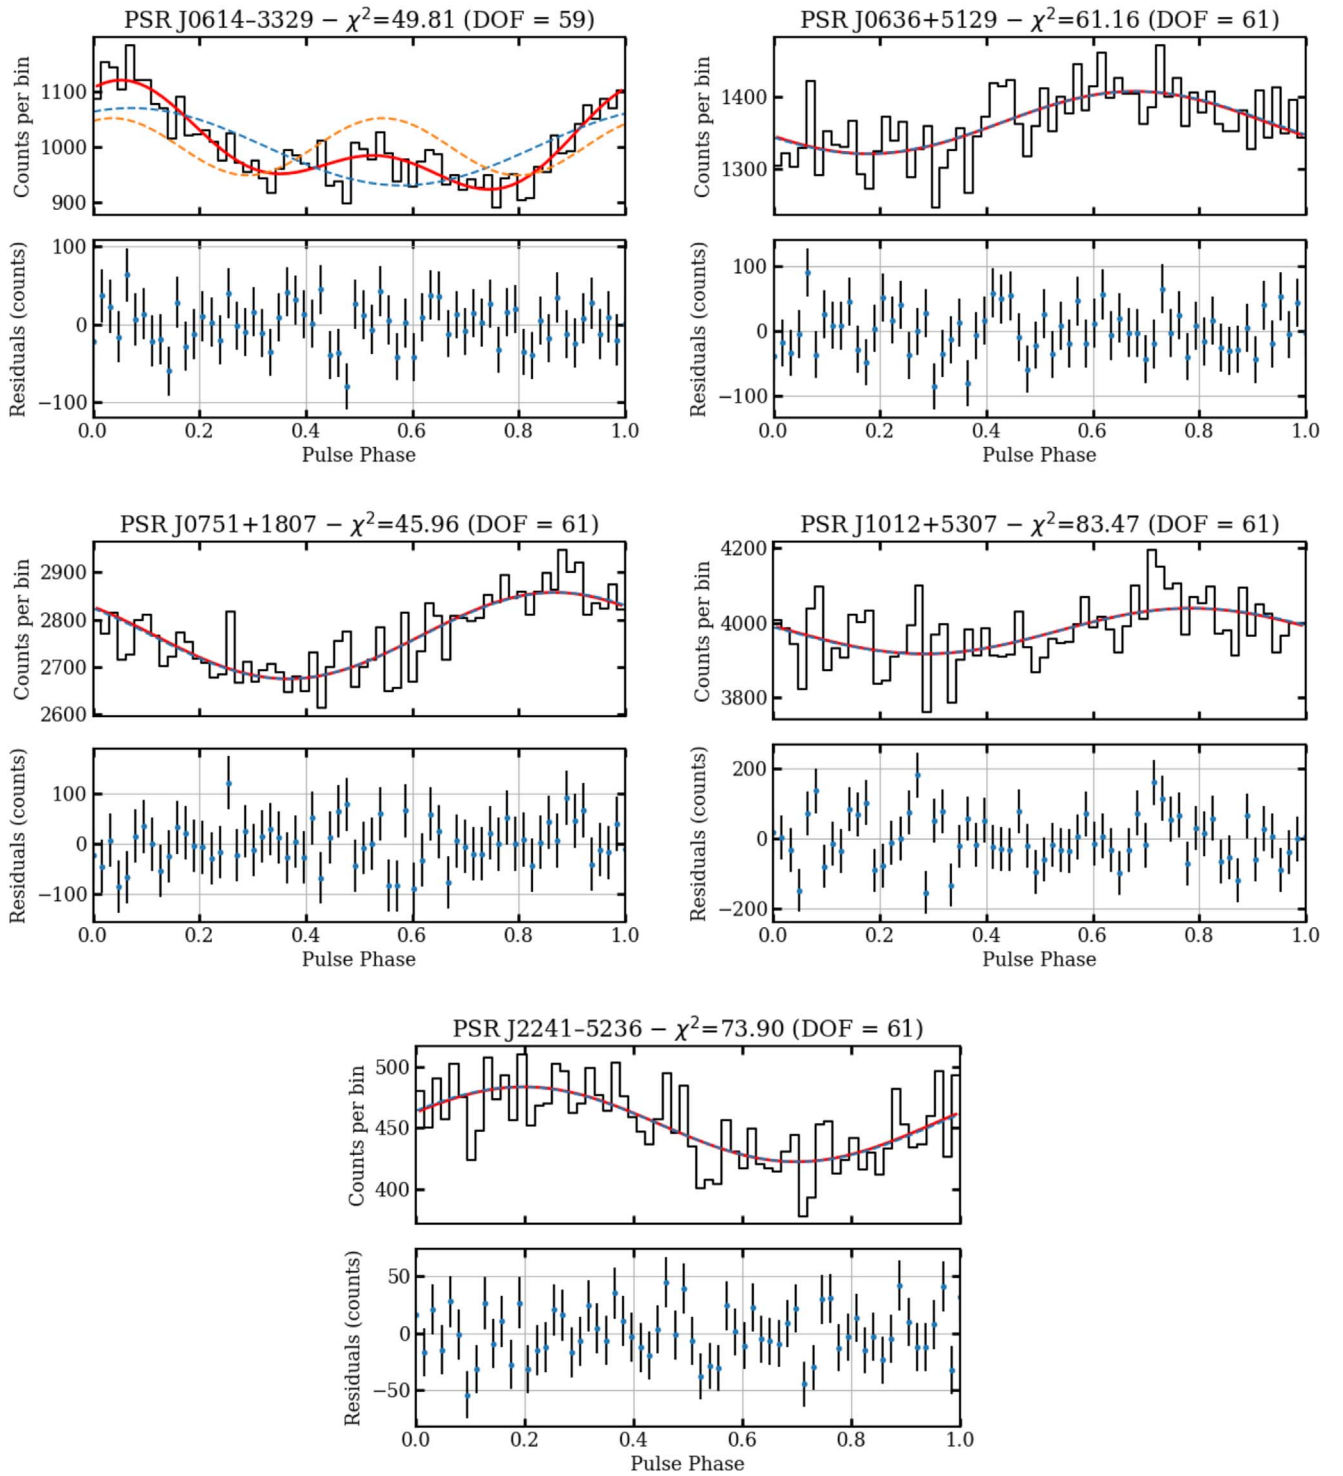 PSR J0614–3329 − χ²=49.81 (DOF = 59)
Counts per bin
1100
1000
900
Residuals (counts)
100
0
−100
0.0 0.2 0.4 0.6 0.8 1.0
Pulse Phase
PSR J0636+5129 − χ²=61.16 (DOF = 61)
Counts per bin
1400
1300
Residuals (counts)
100
0
−100
0.0 0.2 0.4 0.6 0.8 1.0
Pulse Phase
PSR J0751+1807 − χ²=45.96 (DOF = 61)
Counts per bin
2900
2800
2700
2600
Residuals (counts)
100
0
−100
0.0 0.2 0.4 0.6 0.8 1.0
Pulse Phase
PSR J1012+5307 − χ²=83.47 (DOF = 61)
Counts per bin
4200
4000
3800
Residuals (counts)
200
0
−200
0.0 0.2 0.4 0.6 0.8 1.0
Pulse Phase
PSR J2241–5236 − χ²=73.90 (DOF = 61)
Counts per bin
500
450
400
Residuals (counts)
50
0
−50
0.0 0.2 0.4 0.6 0.8 1.0
Pulse Phase